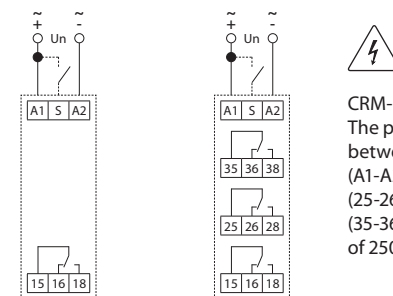 ~ ~
+ Un -
A1 S A2
15 16 18
~ ~
+ Un -
A1 S A2
35 36 38
25 26 28
15 16 18
CRM-
The p
betwe
(A1-A
(25-26
(35-36
of 250